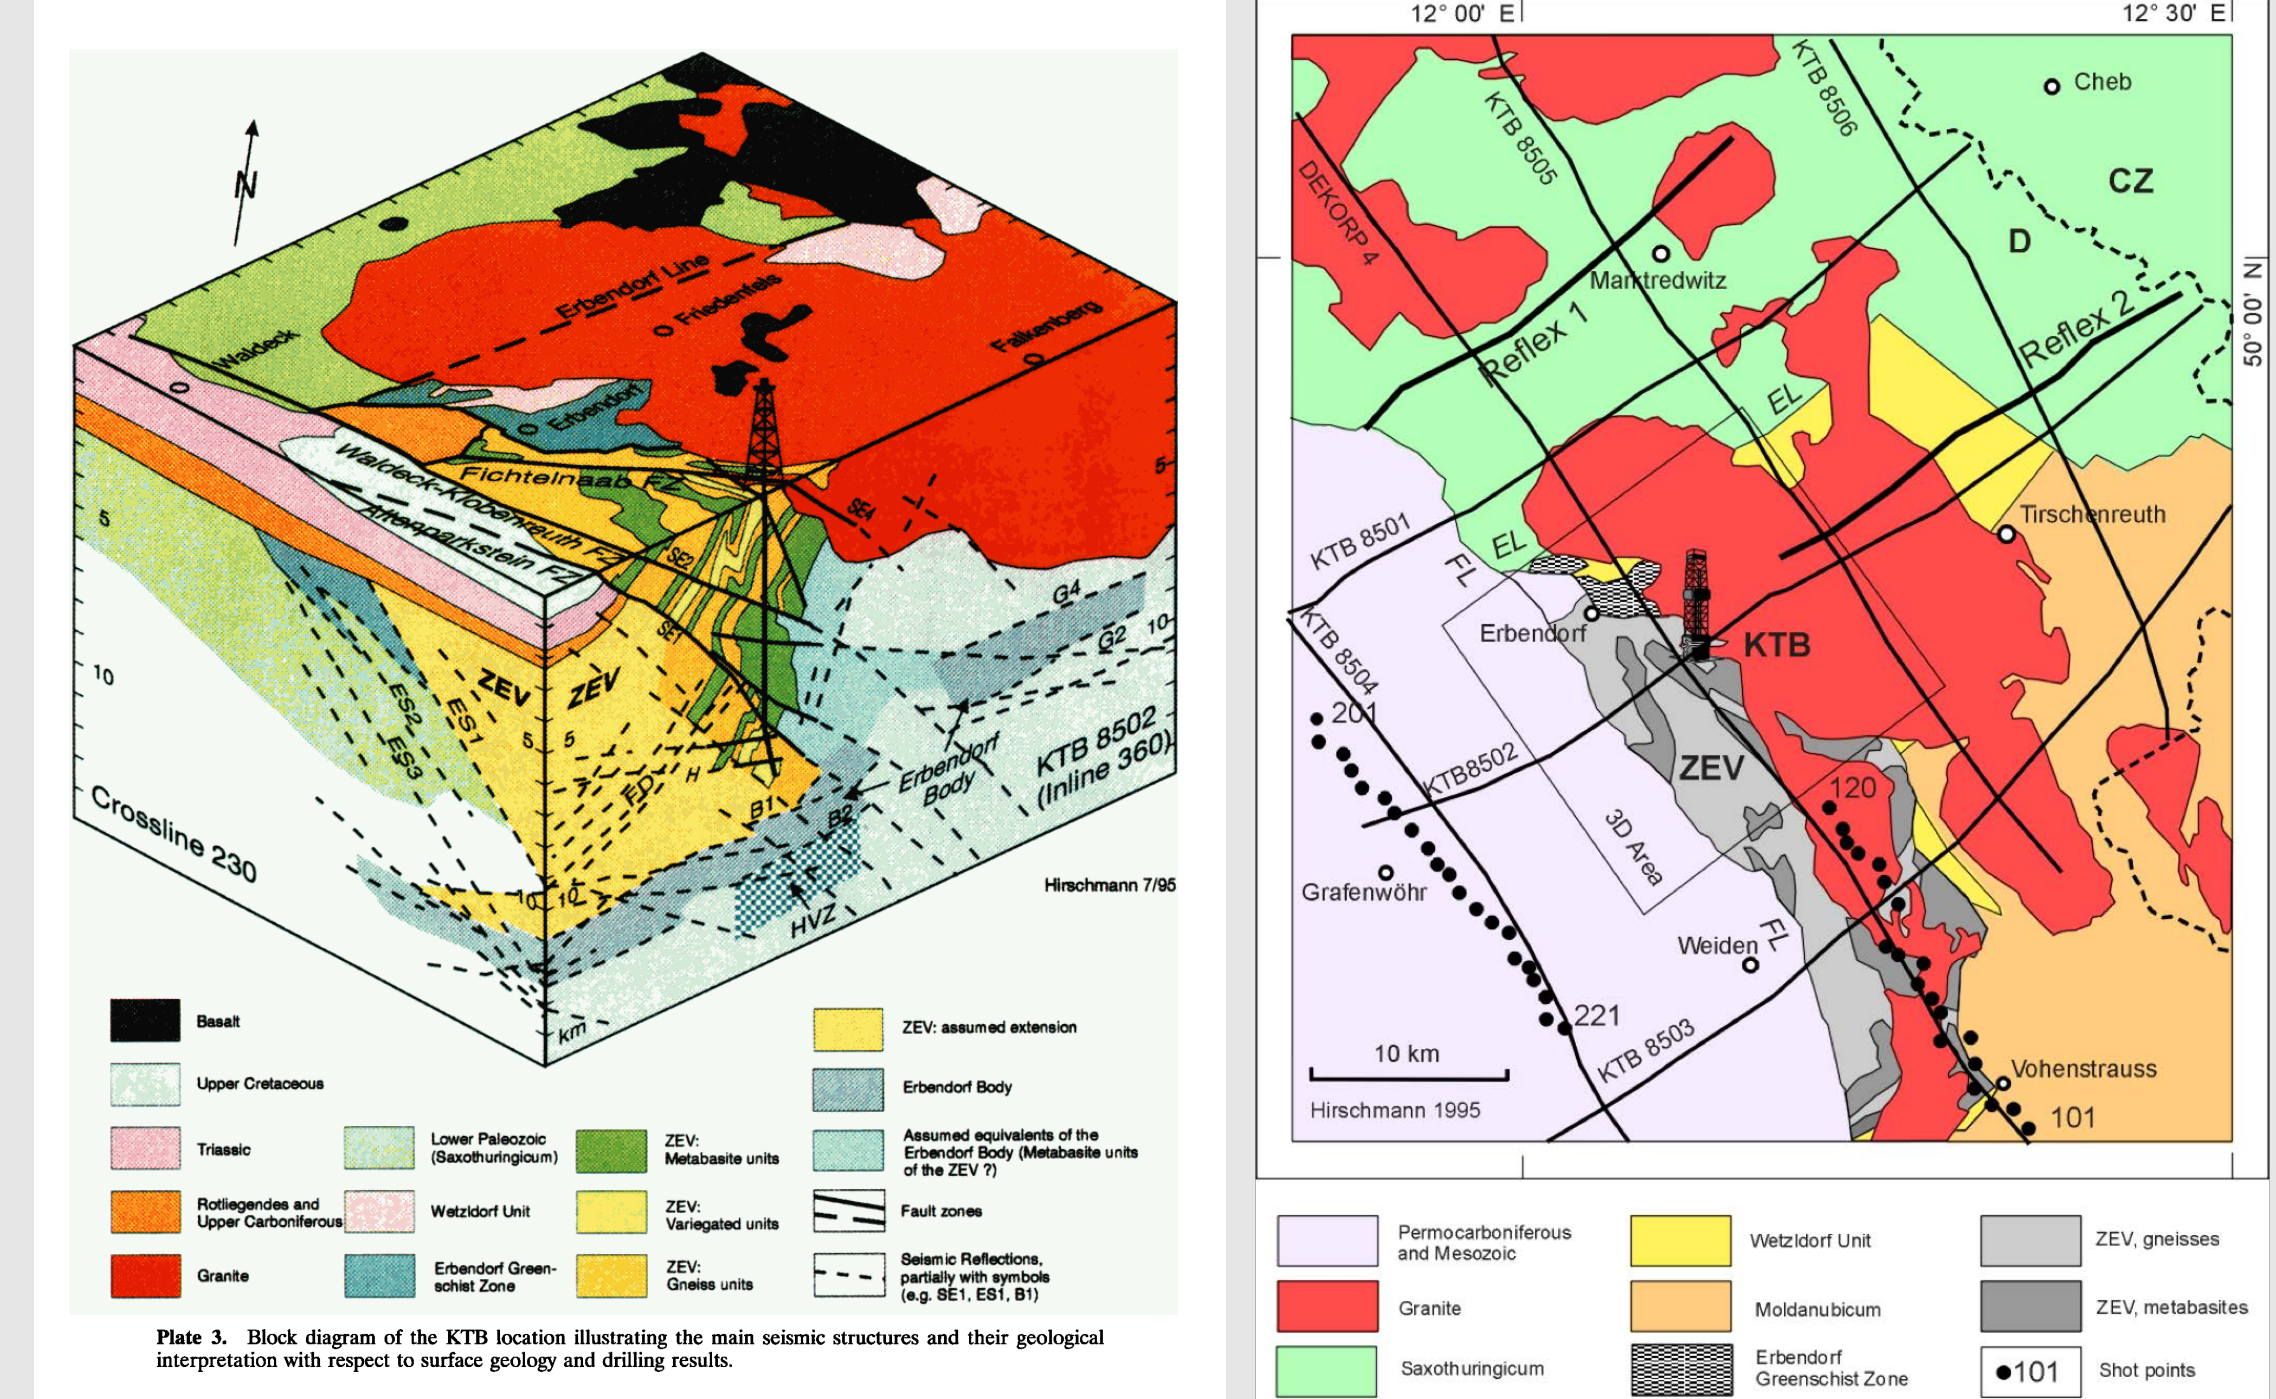 N
Waldeck
Erbendorf Line
Friedenfels
Falkenberg
Erbendorf
Waldeck-Klobenreuth FZ
Altenparkstein FZ
Fichtelnaab FZ
SE4
SE2
SE1
5
5
10
10
G4
G2
ZEV
ZEV
ES2
ES1
ES3
5
5
FD
H
B1
B2
Erbendorf
Body
KTB 8502
(Inline 360)
Crossline 230
10
10
HVZ
km
Hirschmann 7/95
Basalt
Upper Cretaceous
Triassic
Rotliegendes and
Upper Carboniferous
Granite
Lower Paleozoic
(Saxothuringicum)
Wetzldorf Unit
Erbendorf Green-
schist Zone
ZEV:
Metabasite units
ZEV:
Variegated units
ZEV:
Gneiss units
ZEV: assumed extension
Erbendorf Body
Assumed equivalents of the
Erbendorf Body (Metabasite units
of the ZEV ?)
Fault zones
Seismic Reflections,
partially with symbols
(e.g. SE1, ES1, B1)
Plate 3. Block diagram of the KTB location illustrating the main seismic structures and their geological
interpretation with respect to surface geology and drilling results.
12° 00' E
12° 30' E
50° 00' N
KTB 8505
KTB 8506
Cheb
CZ
D
DEKORP 4
Marktredwitz
Reflex 1
Reflex 2
EL
KTB 8501
EL
FL
Tirschenreuth
Erbendorf
KTB
KTB 8504
201
KTB8502
ZEV
120
3D Area
Grafenwöhr
Weiden
FL
221
KTB 8503
10 km
Hirschmann 1995
Vohenstrauss
101
Permocarboniferous
and Mesozoic
Granite
Saxothuringicum
Wetzldorf Unit
Moldanubicum
Erbendorf
Greenschist Zone
ZEV, gneisses
ZEV, metabasites
101
Shot points